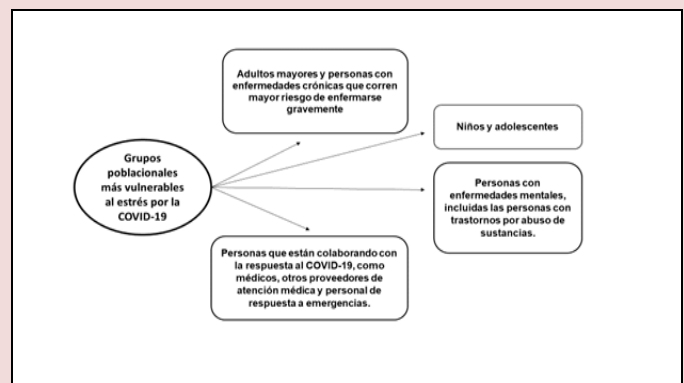 Grupos
poblacionales
más vulnerables
al estrés por la
COVID-19
Adultos mayores y personas con
enfermedades crónicas que corren
mayor riesgo de enfermarse
gravemente
Niños y adolescentes
Personas con
enfermedades mentales,
incluidas las personas con
trastornos por abuso de
sustancias.
Personas que están colaborando con
la respuesta al COVID-19, como
médicos, otros proveedores de
atención médica y personal de
respuesta a emergencias.